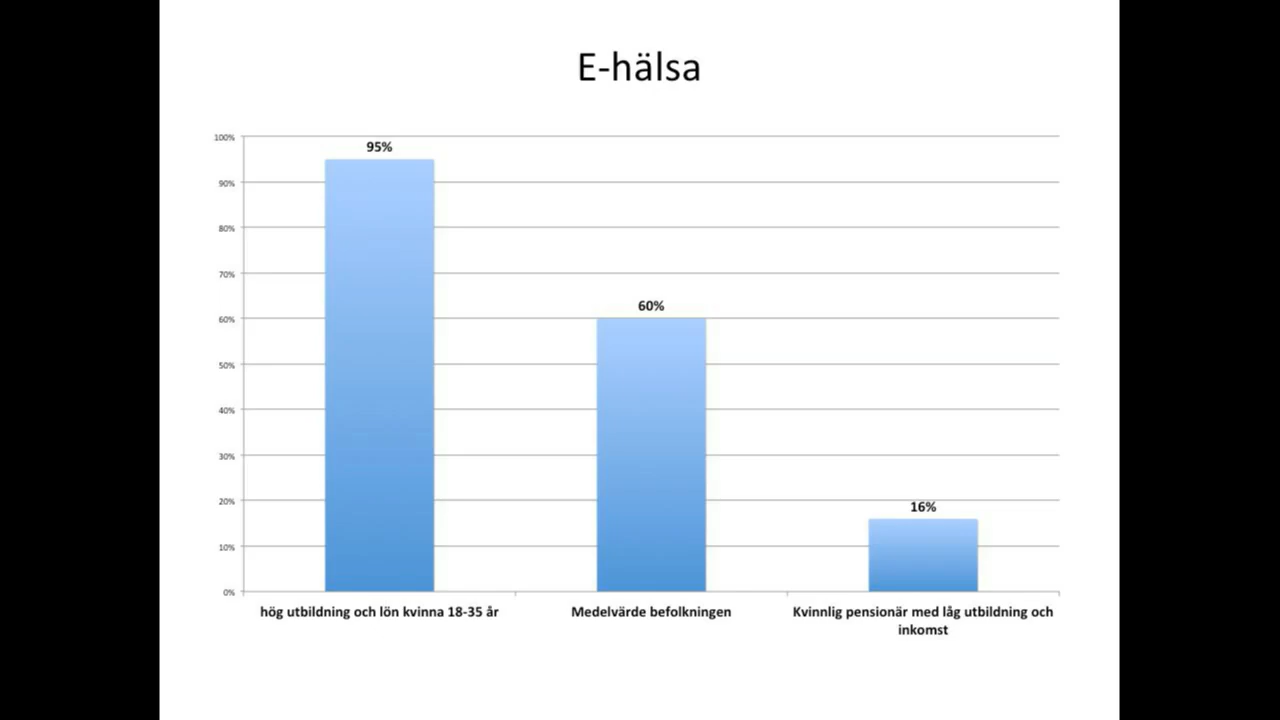 E-hälsa
100%
95%
90%
80%
70%
60%
60%
50%
40%
30%
20%
16%
10%
0%
hög utbildning och lön kvinna 18-35 år
Medelvärde befolkningen
Kvinnlig pensionär med låg utbildning och
inkomst